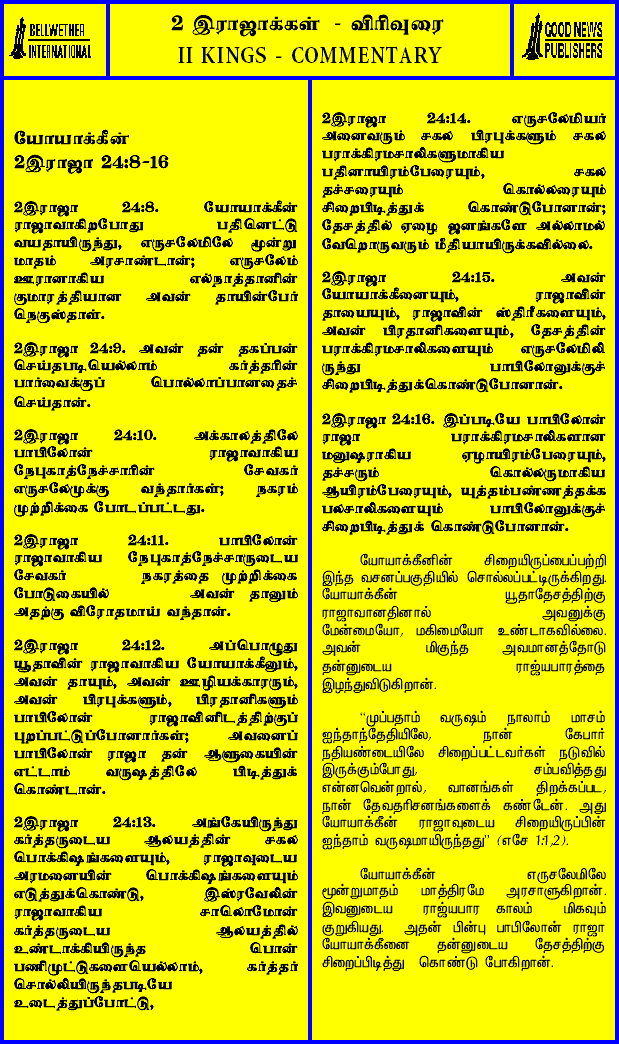 BELLWETHER
INTERNATIONAL
2 இராஜாக்கள் - விரிவுரை
II KINGS - COMMENTARY
GOOD NEWS
PUBLISHERS
யோயாக்கீன்
2இராஜா 24:8-16
2இராஜா 24:8. யோயாக்கீன்
ராஜாவாகிறபோது பதினெட்டு
வயதாயிருந்து, எருசலேமிலே மூன்று
மாதம் அரசாண்டான்; எருசலேம்
ஊரானாகிய எல்நாத்தானின்
குமாரத்தியான அவன் தாயின்பேர்
நெகுஸ்தாள்.
2இராஜா 24:9. அவன் தன் தகப்பன்
செய்தபடியெல்லாம் கர்த்தரின்
பார்வைக்குப் பொல்லாப்பானதைச்
செய்தான்.
2இராஜா 24:10. அக்காலத்திலே
பாபிலோன் ராஜாவாகிய
நேபுகாத்நேச்சாரின் சேவகர்
எருசலேமுக்கு வந்தார்கள்; நகரம்
முற்றிக்கை போடப்பட்டது.
2இராஜா 24:11. பாபிலோன்
ராஜாவாகிய நேபுகாத்நேச்சாருடைய
சேவகர் நகரத்தை முற்றிக்கை
போடுகையில் அவன் தானும்
அதற்கு விரோதமாய் வந்தான்.
2இராஜா 24:12. அப்பொழுது
யூதாவின் ராஜாவாகிய யோயாக்கீனும்,
அவன் தாயும், அவன் ஊழியக்காரரும்,
அவன் பிரபுக்களும், பிரதானிகளும்
பாபிலோன் ராஜாவினிடத்திற்குப்
புறப்பட்டுப்போனார்கள்; அவனைப்
பாபிலோன் ராஜா தன் ஆளுகையின்
எட்டாம் வருஷத்திலே பிடித்துக்
கொண்டான்.
2இராஜா 24:13. அங்கேயிருந்து
கர்த்தருடைய ஆலயத்தின் சகல
பொக்கிஷங்களையும், ராஜாவுடைய
அரமனையின் பொக்கிஷங்களையும்
எடுத்துக்கொண்டு, இஸ்ரவேலின்
ராஜாவாகிய சாலொமோன்
கர்த்தருடைய ஆலயத்தில்
உண்டாக்கியிருந்த பொன்
பணிமுட்டுகளையெல்லாம், கர்த்தர்
சொல்லியிருந்தபடியே
உடைத்துப்போட்டு,
2இராஜா 24:14. எருசலேமியர்
அனைவரும் சகல பிரபுக்களும் சகல
பராக்கிரமசாலிகளுமாகிய
பதினாயிரம்பேரையும், சகல
தச்சரையும் கொல்லரையும்
சிறைபிடித்துக் கொண்டுபோனான்;
தேசத்தில் ஏழை ஜனங்களே அல்லாமல்
வேறொருவரும் மீதியாயிருக்கவில்லை.
2இராஜா 24:15. அவன்
யோயாக்கீனையும், ராஜாவின்
தாயையும், ராஜாவின் ஸ்திரீகளையும்,
அவன் பிரதானிகளையும், தேசத்தின்
பராக்கிரமசாலிகளையும் எருசலேமிலி
ருந்து பாபிலோனுக்குச்
சிறைபிடித்துக்கொண்டுபோனான்.
2இராஜா 24:16. இப்படியே பாபிலோன்
ராஜா பராக்கிரமசாலிகளான
மனுஷராகிய ஏழாயிரம்பேரையும்,
தச்சரும் கொல்லருமாகிய
ஆயிரம்பேரையும், யுத்தம்பண்ணத்தக்க
பலசாலிகளையும் பாபிலோனுக்குச்
சிறைபிடித்துக் கொண்டுபோனான்.
யோயாக்கீனின் சிறையிருப்பைப்பற்றி
இந்த வசனப்பகுதியில் சொல்லப்பட்டிருக்கிறது.
யோயாக்கீன் யூதாதேசத்திற்கு
ராஜாவானதினால் அவனுக்கு
மேன்மையோ, மகிமையோ உண்டாகவில்லை.
அவன் மிகுந்த அவமானத்தோடு
தன்னுடைய ராஜ்யபாரத்தை
இழந்துவிடுகிறான்.
“முப்பதாம் வருஷம் நாலாம் மாசம்
ஐந்தாந்தேதியிலே, நான் கேபார்
நதியண்டையிலே சிறைப்பட்டவர்கள் நடுவில்
இருக்கும்போது, சம்பவித்தது
என்னவென்றால், வானங்கள் திறக்கப்பட,
நான் தேவதரிசனங்களைக் கண்டேன். அது
யோயாக்கீன் ராஜாவுடைய சிறையிருப்பின்
ஐந்தாம் வருஷமாயிருந்தது” (எசே 1:1,2).
யோயாக்கீன் எருசலேமிலே
மூன்றுமாதம் மாத்திரமே அரசாளுகிறான்.
இவனுடைய ராஜ்யபார காலம் மிகவும்
குறுகியது. அதன் பின்பு பாபிலோன் ராஜா
யோயாக்கீனை தன்னுடைய தேசத்திற்கு
சிறைப்பிடித்து கொண்டு போகிறான்.